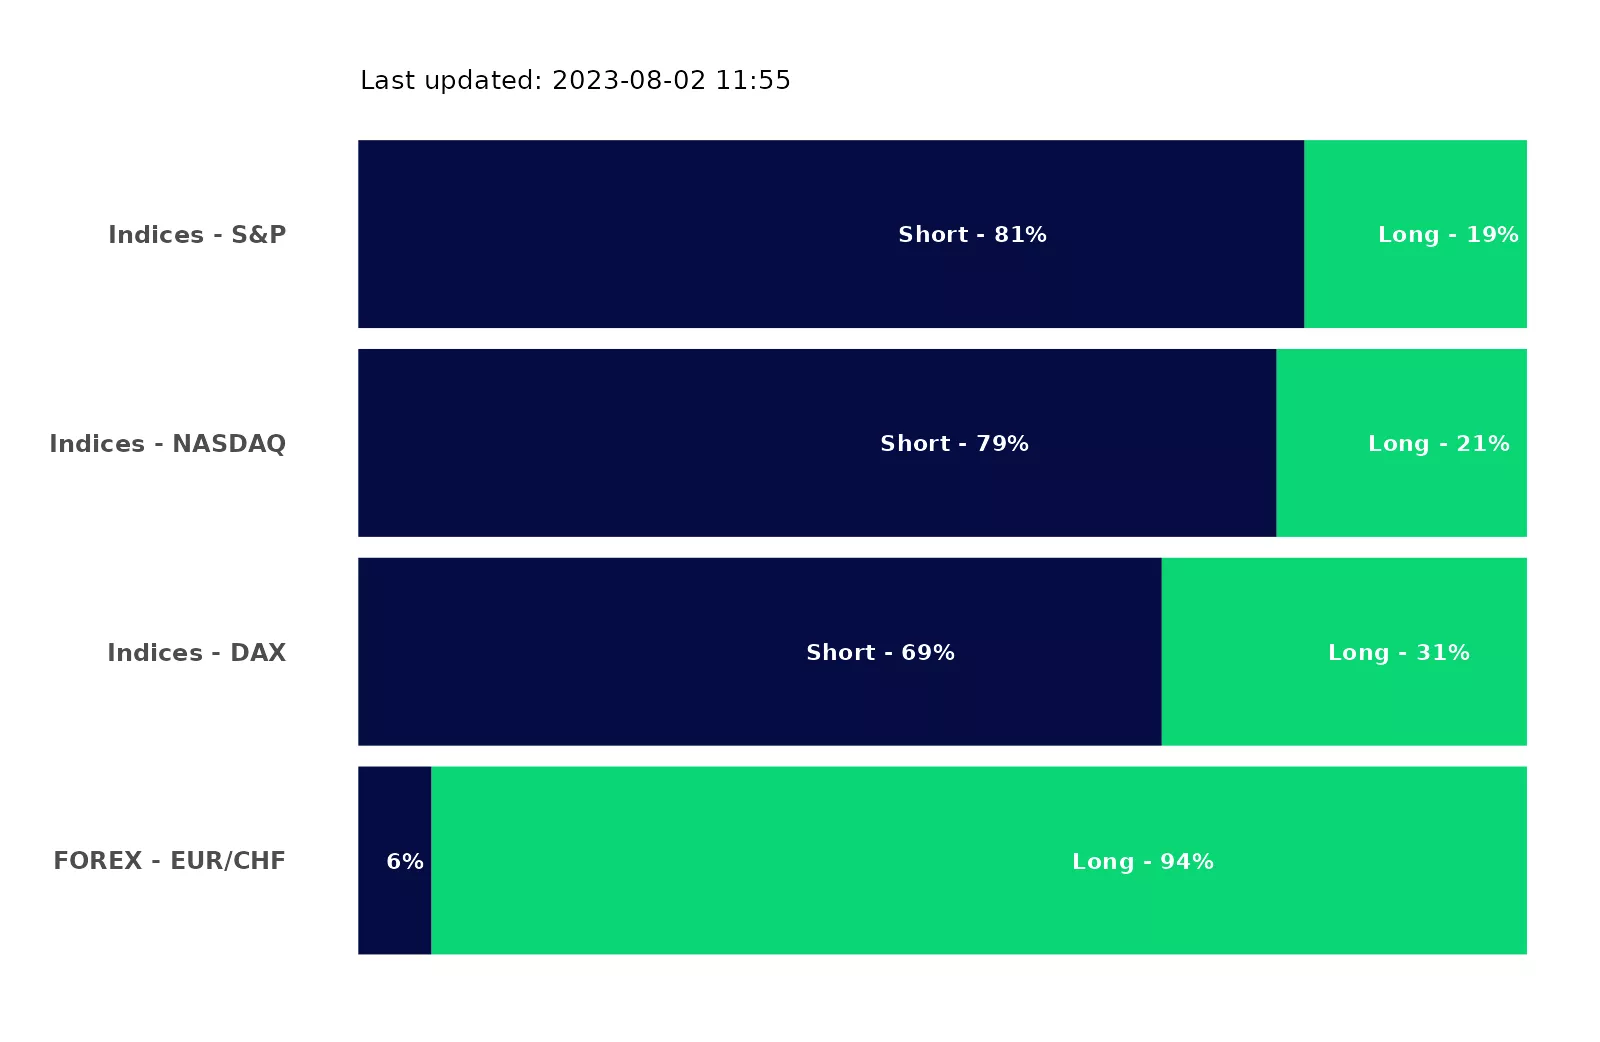 Last updated: 2023-08-02 11:55
Indices - S&P Short - 81% Long - 19%
Indices - NASDAQ Short - 79% Long - 21%
Indices - DAX Short - 69% Long - 31%
FOREX - EUR/CHF 6% Long - 94%